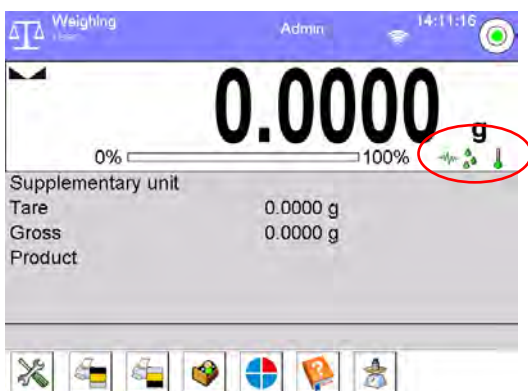 Weighing
Admin
14:11:16
0.0000 g
0% 100%
Supplementary unit
Tare 0.0000 g
Gross 0.0000 g
Product